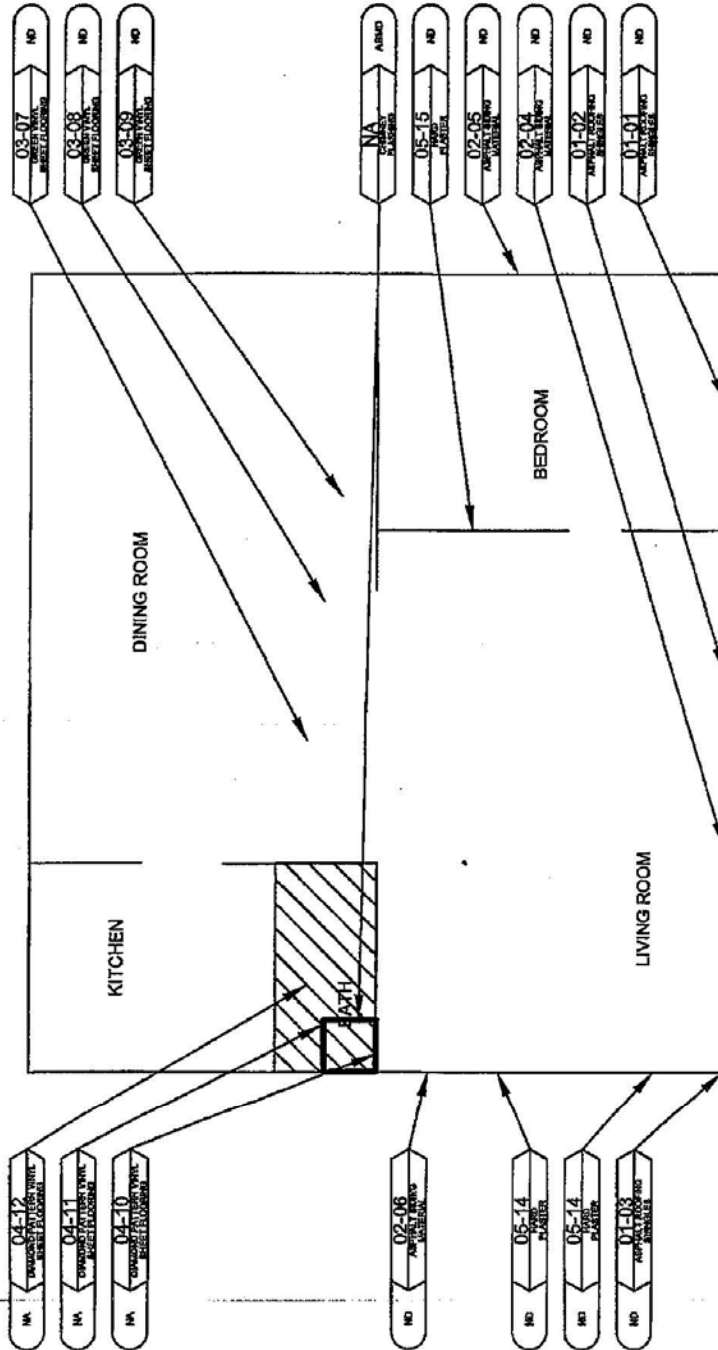 03-07
GREEN VINYL
SHEET FLOORING
ND
03-08
GREEN VINYL
SHEET FLOORING
ND
03-09
GREEN VINYL
SHEET FLOORING
ND
NA
CHIMNEY
FLASHING
05-15
HARD
PLASTER
ND
02-05
ASPHALT SIDING
MATERIAL
ND
02-04
ASPHALT SIDING
MATERIAL
ND
01-02
ASPHALT ROOFING
SHINGLES
ND
01-01
ASPHALT ROOFING
SHINGLES
ND
DINING ROOM
BEDROOM
KITCHEN
BATH
LIVING ROOM
NA
04-12
DIAMOND PATTERN VINYL
SHEET FLOORING
NA
04-11
DIAMOND PATTERN VINYL
SHEET FLOORING
NA
04-10
DIAMOND PATTERN VINYL
SHEET FLOORING
ND
02-06
ASPHALT SIDING
MATERIAL
ND
05-14
HARD
PLASTER
ND
05-14
HARD
PLASTER
ND
01-03
ASPHALT ROOFING
SHINGLES